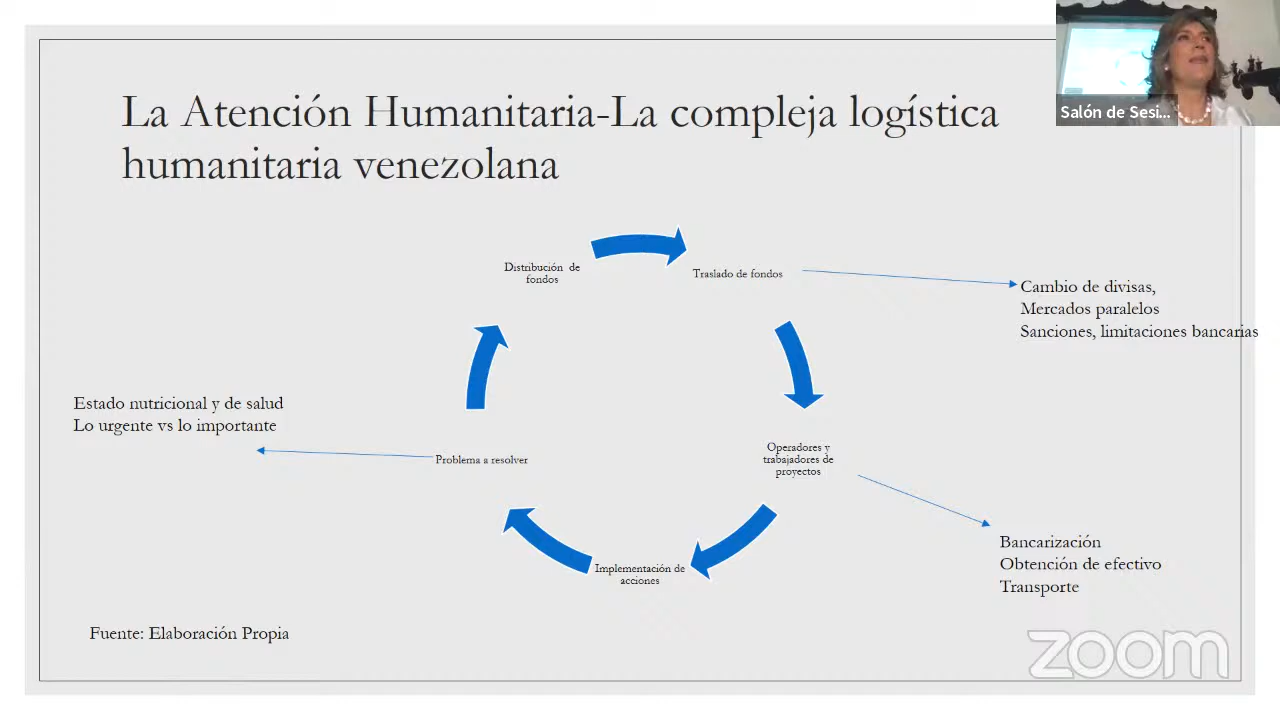 La Atención Humanitaria-La compleja logística
humanitaria venezolana
Salón de Sesi...
Distribución de
fondos
Traslado de fondos
Cambio de divisas,
Mercados paralelos
Sanciones, limitaciones bancarias
Estado nutricional y de salud
Lo urgente vs lo importante
Problema a resolver
Operadores y
trabajadores de
proyectos
Bancarización
Obtención de efectivo
Transporte
Implementación de
acciones
Fuente: Elaboración Propia
zoom